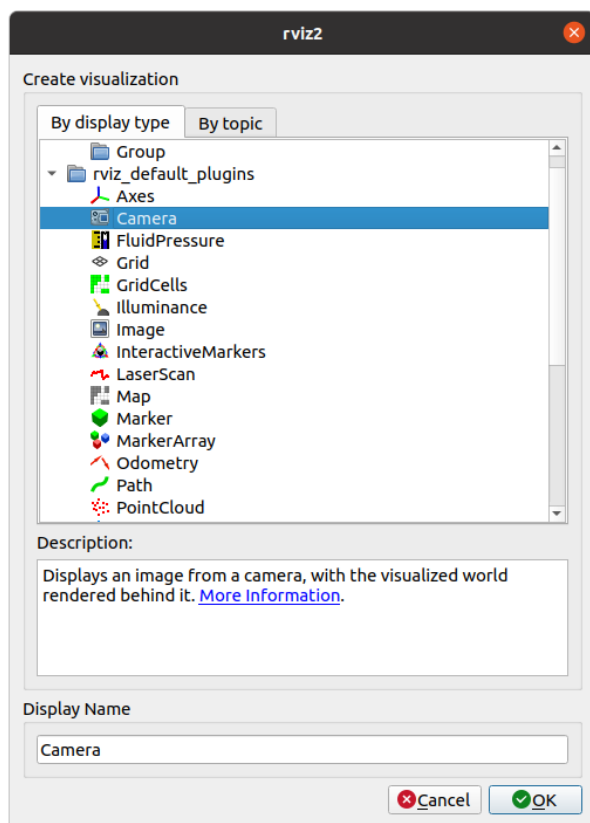 rviz2
Create visualization
By display type
By topic
Group
rviz_default_plugins
Axes
Camera
FluidPressure
Grid
GridCells
Illuminance
Image
InteractiveMarkers
LaserScan
Map
Marker
MarkerArray
Odometry
Path
PointCloud
Description:
Displays an image from a camera, with the visualized world
rendered behind it. More Information.
Display Name
Camera
Cancel
OK